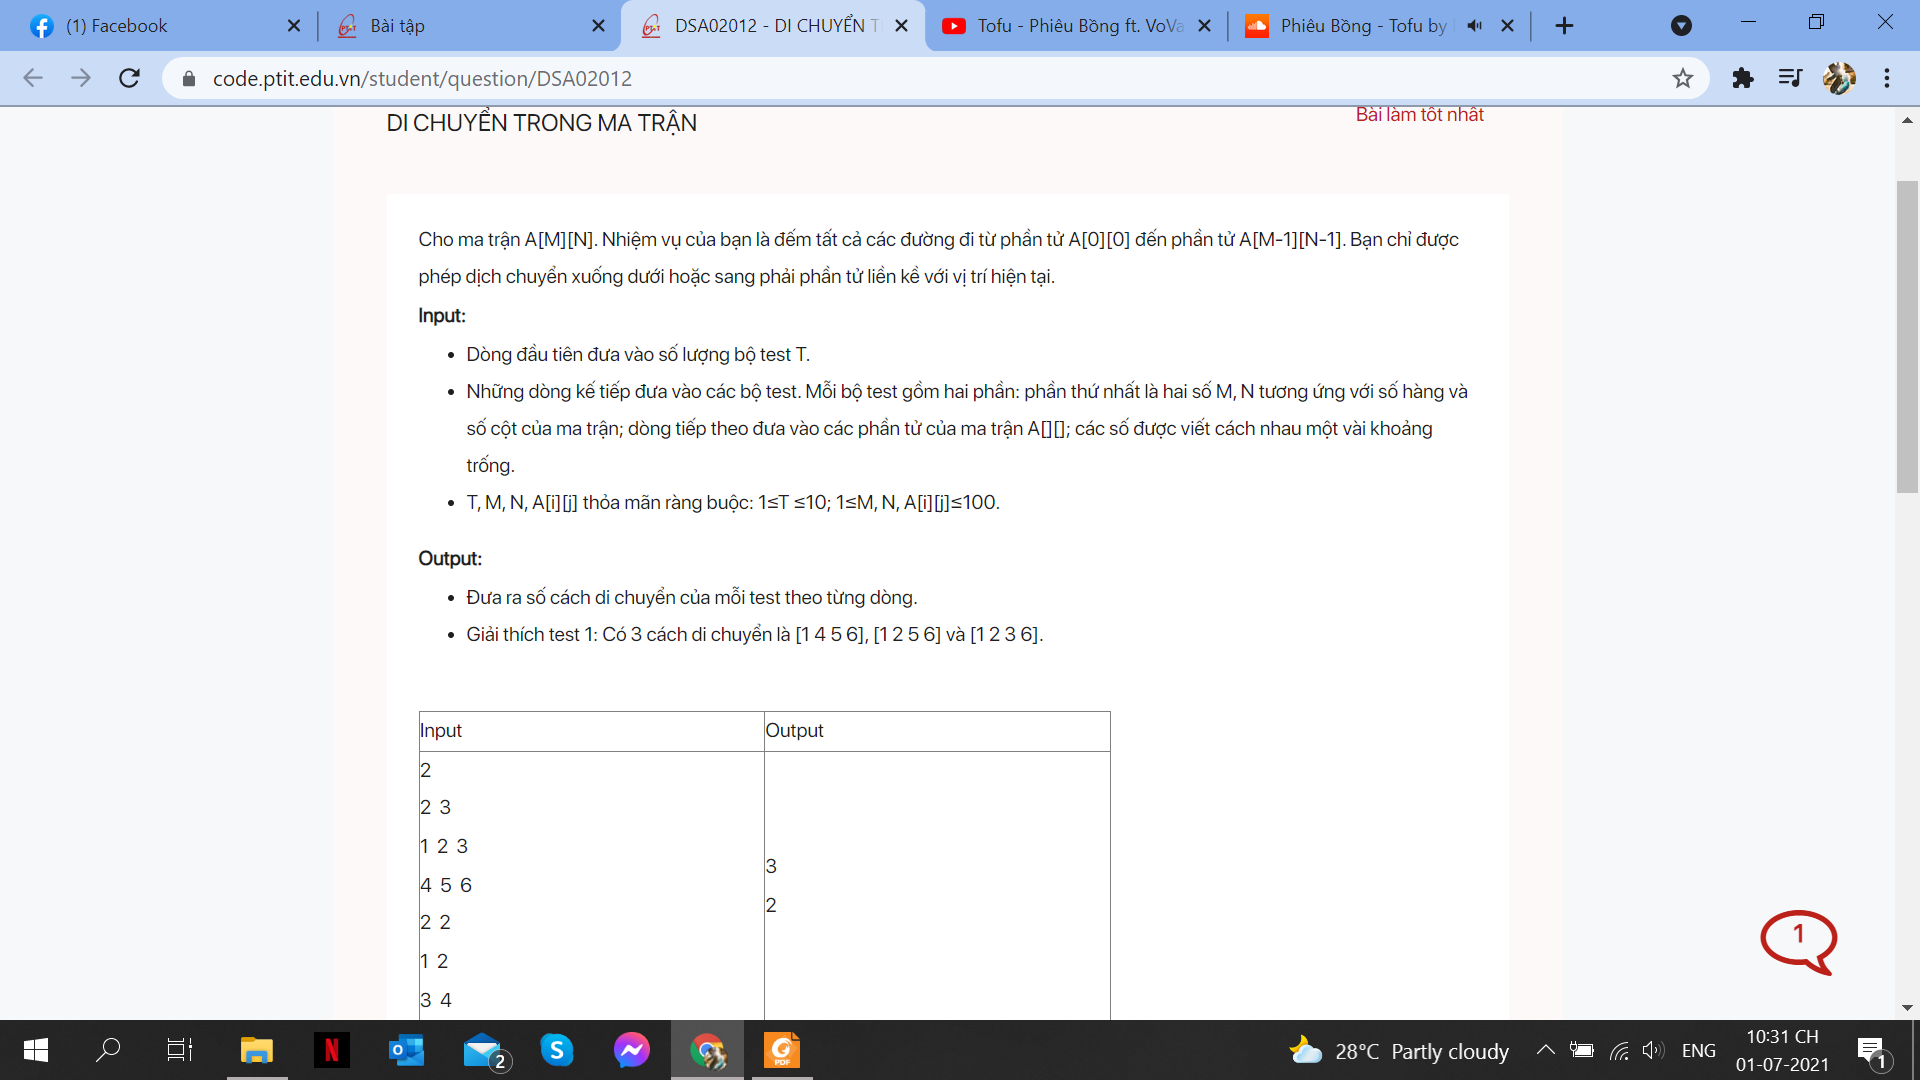 (1) Facebook
Bài tập
DSA02012 - DI CHUYỂN T
Tofu - Phiêu Bồng ft. VoVa
Phiêu Bồng - Tofu by
code.ptit.edu.vn/student/question/DSA02012
DI CHUYỂN TRONG MA TRẬN
Bài làm tốt nhất
Cho ma trận A[M][N]. Nhiệm vụ của bạn là đếm tất cả các đường đi từ phần tử A[0][0] đến phần tử A[M-1][N-1]. Bạn chỉ được
phép dịch chuyển xuống dưới hoặc sang phải phần tử liền kề với vị trí hiện tại.
Input:
Dòng đầu tiên đưa vào số lượng bộ test T.
Những dòng kế tiếp đưa vào các bộ test. Mỗi bộ test gồm hai phần: phần thứ nhất là hai số M, N tương ứng với số hàng và
số cột của ma trận; dòng tiếp theo đưa vào các phần tử của ma trận A[][]; các số được viết cách nhau một vài khoảng
trống.
T, M, N, A[i][j] thỏa mãn ràng buộc: 1≤T ≤10; 1≤M, N, A[i][j]≤100.
Output:
Đưa ra số cách di chuyển của mỗi test theo từng dòng.
Giải thích test 1: Có 3 cách di chuyển là [1 4 5 6], [1 2 5 6] và [1 2 3 6].
Input
Output
2
2 3
1 2 3
4 5 6
2 2
1 2
3 4
3
2
1
28°C Partly cloudy
ENG
10:31 CH
01-07-2021
2
1
PDF